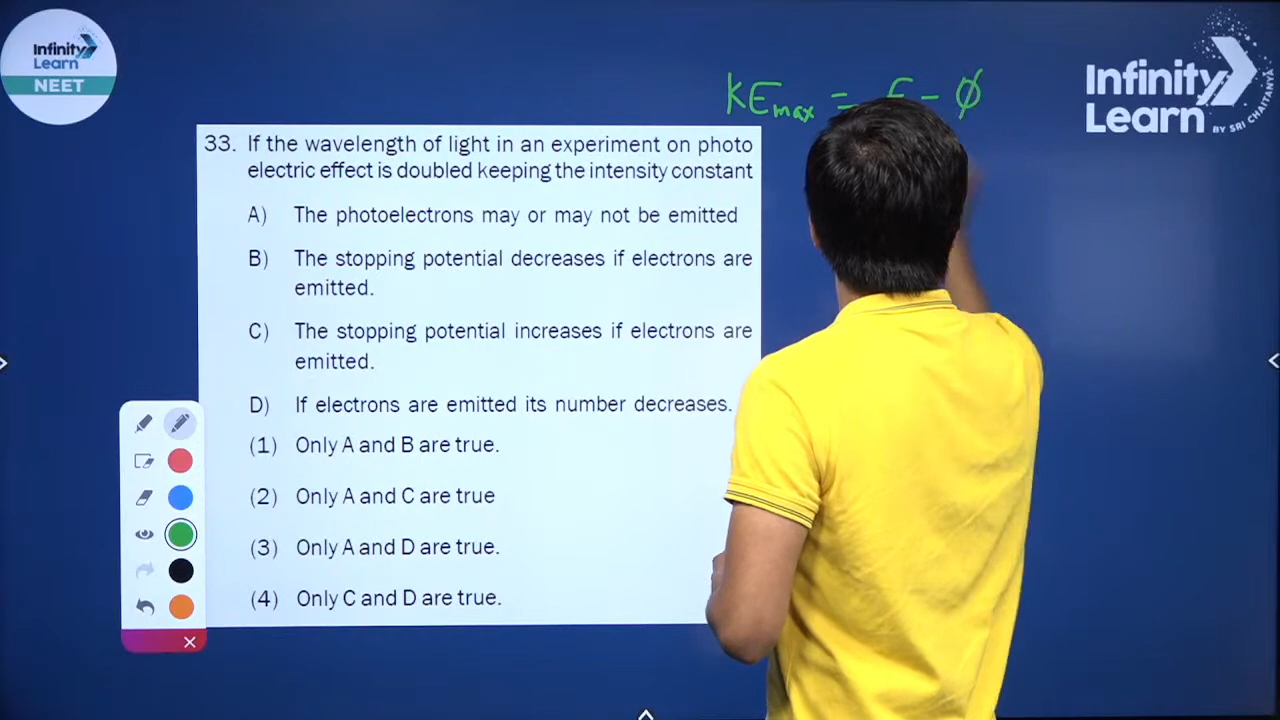 Infinity
Learn
NEET
Infinity
Learn
BY SRI CHAITANYA
KEmax = E - Ø
33. If the wavelength of light in an experiment on photo
electric effect is doubled keeping the intensity constant
A) The photoelectrons may or may not be emitted
B) The stopping potential decreases if electrons are
emitted.
C) The stopping potential increases if electrons are
emitted.
D) If electrons are emitted its number decreases.
(1) Only A and B are true.
(2) Only A and C are true
(3) Only A and D are true.
(4) Only C and D are true.